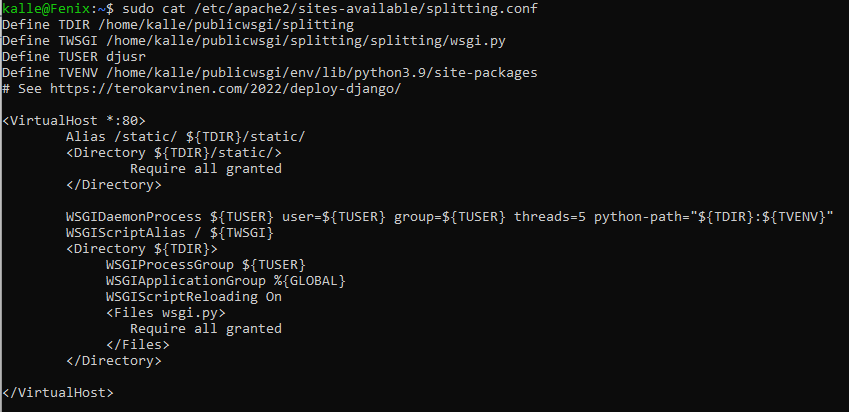 kalle@Fenix:~$ sudo cat /etc/apache2/sites-available/splitting.conf
Define TDIR /home/kalle/publicwsgi/splitting
Define TWSGI /home/kalle/publicwsgi/splitting/splitting/wsgi.py
Define TUSER djusr
Define TVENV /home/kalle/publicwsgi/env/lib/python3.9/site-packages
# See https://terokarvinen.com/2022/deploy-django/

<VirtualHost *:80>
        Alias /static/ ${TDIR}/static/
        <Directory ${TDIR}/static/>
                Require all granted
        </Directory>

        WSGIDaemonProcess ${TUSER} user=${TUSER} group=${TUSER} threads=5 python-path="${TDIR}:${TVENV}"
        WSGIScriptAlias / ${TWSGI}
        <Directory ${TDIR}>
             WSGIProcessGroup ${TUSER}
             WSGIApplicationGroup %{GLOBAL}
             WSGIScriptReloading On
             <Files wsgi.py>
                Require all granted
             </Files>
        </Directory>

</VirtualHost>